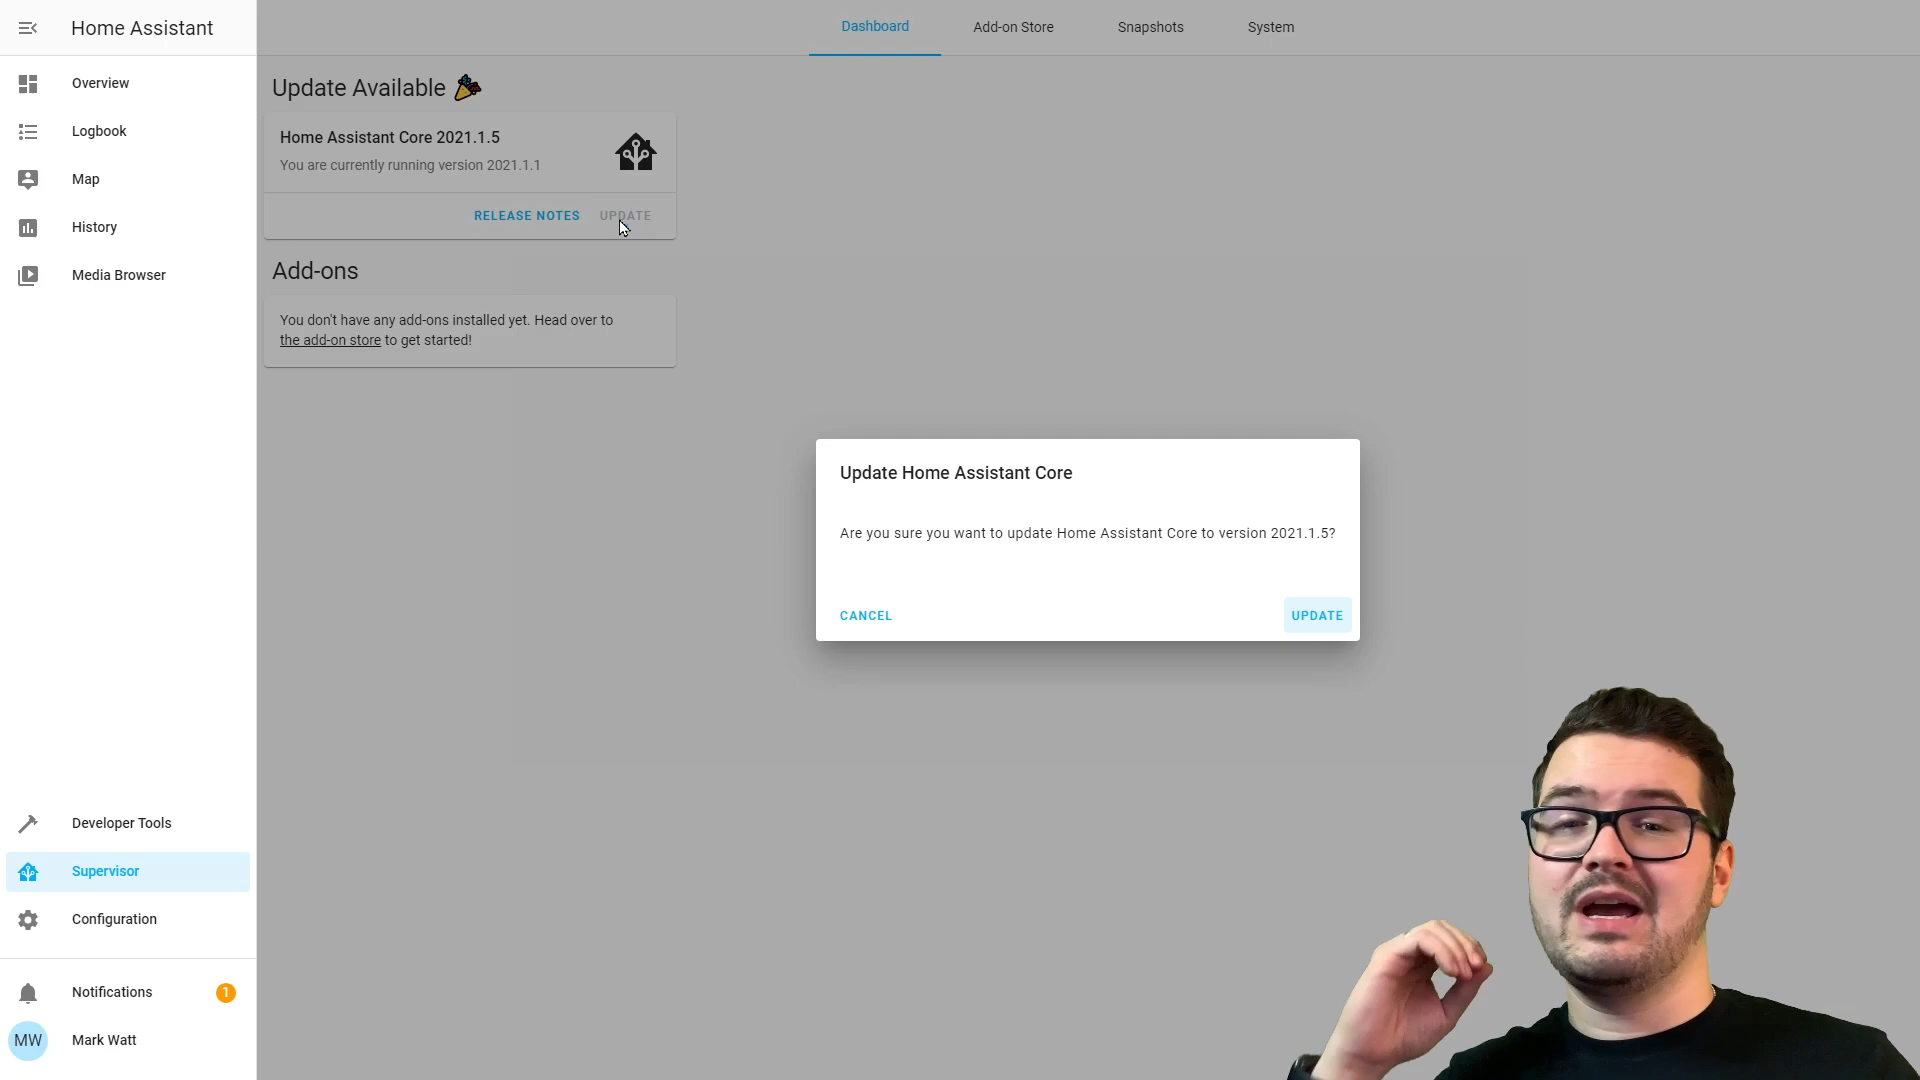 Home Assistant
Dashboard
Add-on Store
Snapshots
System
Overview
Logbook
Map
History
Media Browser
Update Available
Home Assistant Core 2021.1.5
You are currently running version 2021.1.1
RELEASE NOTES
UPDATE
Add-ons
You don't have any add-ons installed yet. Head over to
the add-on store to get started!
Update Home Assistant Core
Are you sure you want to update Home Assistant Core to version 2021.1.5?
CANCEL
UPDATE
Developer Tools
Supervisor
Configuration
Notifications
1
MW
Mark Watt